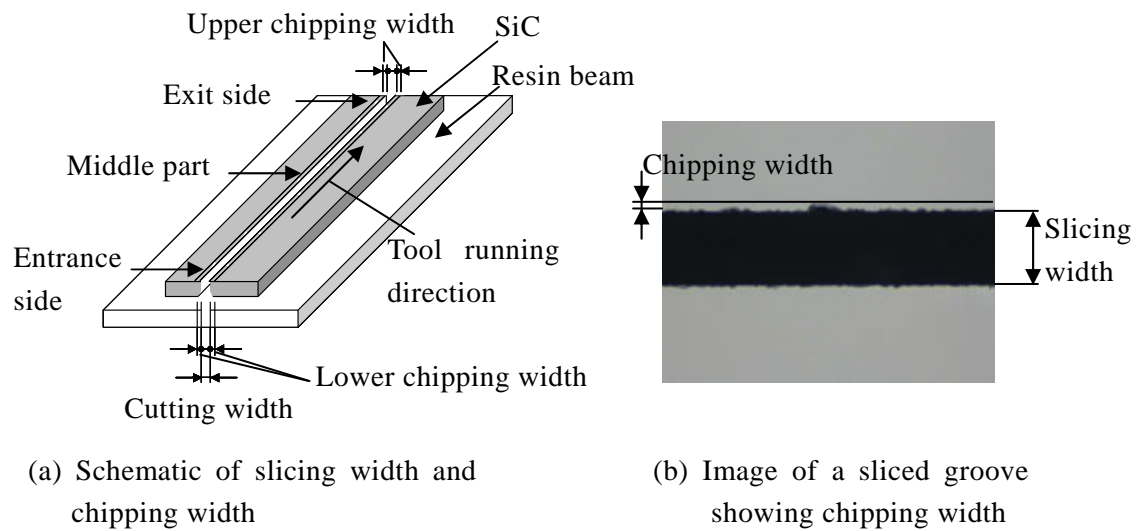 Upper chipping width
SiC
Resin beam
Exit side
Middle part
Entrance
side
Tool running
direction
Lower chipping width
Cutting width
Chipping width
Slicing
width
(a) Schematic of slicing width and
chipping width
(b) Image of a sliced groove
showing chipping width